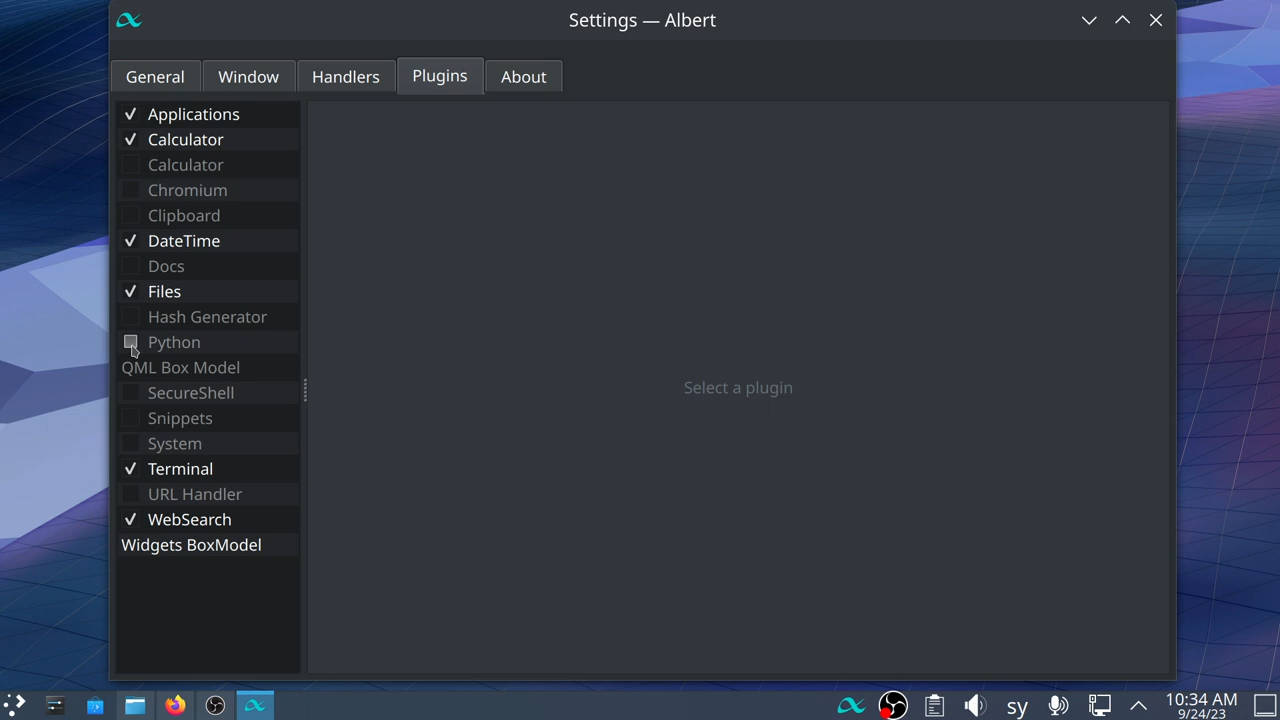 Settings — Albert
General
Window
Handlers
Plugins
About
Applications
Calculator
Calculator
Chromium
Clipboard
DateTime
Docs
Files
Hash Generator
Python
QML Box Model
SecureShell
Snippets
System
Terminal
URL Handler
WebSearch
Widgets BoxModel
Select a plugin
sy
10:34 AM
9/24/23